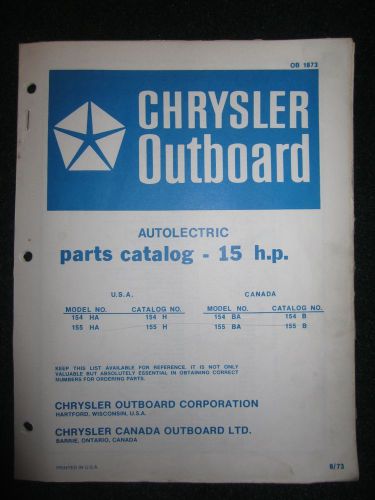 OB 1873
CHRYSLER
Outboard
AUTOLECTRIC
parts catalog - 15 h.p.
U.S.A. CANADA
MODEL NO. CATALOG NO. MODEL NO. CATALOG NO.
154 HA 154 H 154 BA 154 B
155 HA 155 H 155 BA 155 B
KEEP THIS LIST AVAILABLE FOR REFERENCE. IT IS NOT ONLY
VALUABLE BUT ABSOLUTELY ESSENTIAL IN OBTAINING CORRECT
NUMBERS FOR ORDERING PARTS.
CHRYSLER OUTBOARD CORPORATION
HARTFORD, WISCONSIN, U.S.A.
CHRYSLER CANADA OUTBOARD LTD.
BARRIE, ONTARIO, CANADA
PRINTED IN U.S.A. 6/73